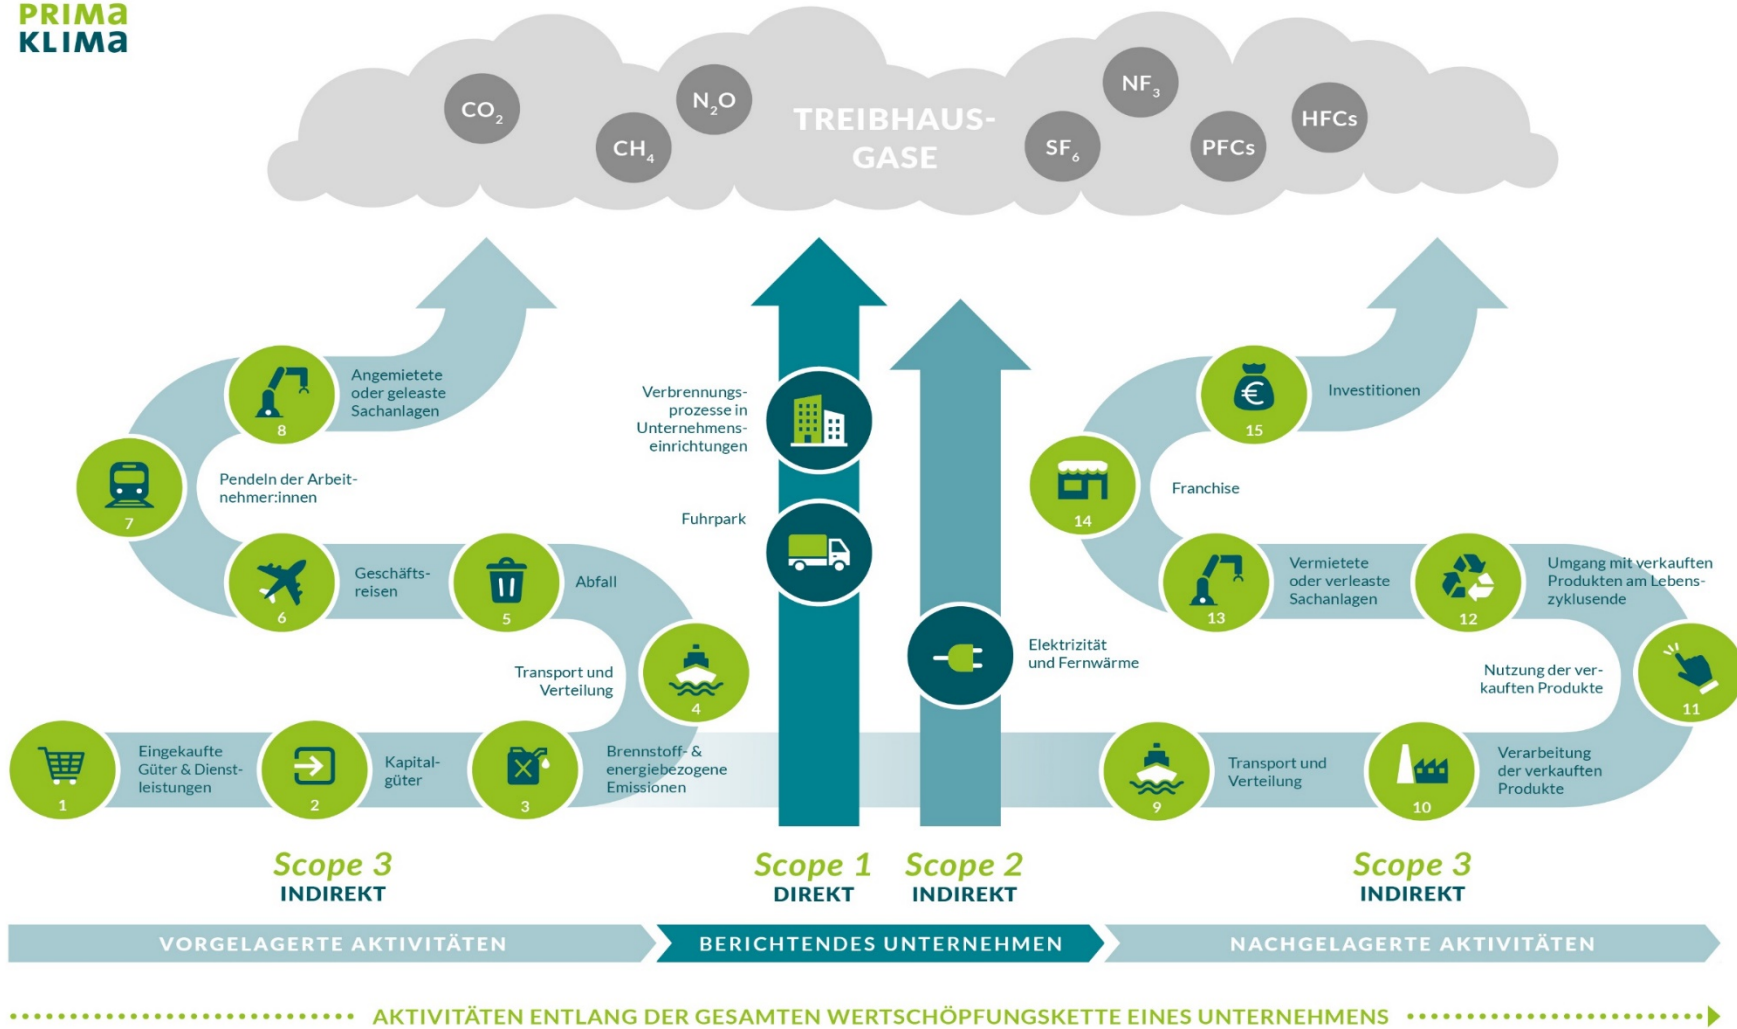 PRIMa
KLIMa
CO₂
CH₄
N₂O
TREIBHAUS-
GASE
SF₆
NF₃
PFCs
HFCs
8
Angemietete
oder geleaste
Sachanlagen
7
Pendeln der Arbeit-
nehmer:innen
6
Geschäfts-
reisen
5
Abfall
Transport und
Verteilung
4
1
Eingekaufte
Güter & Dienst-
leistungen
2
Kapital-
güter
3
Brennstoff- &
energiebezogene
Emissionen
Verbrennungs-
prozesse in
Unternehmens-
einrichtungen
Fuhrpark
Elektrizität
und Fernwärme
15
Investitionen
14
Franchise
13
Vermietete
oder verleaste
Sachanlagen
12
Umgang mit verkauften
Produkten am Lebens-
zyklusende
Nutzung der ver-
kauften Produkte
11
9
Transport und
Verteilung
10
Verarbeitung
der verkauften
Produkte
Scope 3
INDIREKT
Scope 1
DIREKT
Scope 2
INDIREKT
Scope 3
INDIREKT
VORGELAGERTE AKTIVITÄTEN
BERICHTENDES UNTERNEHMEN
NACHGELAGERTE AKTIVITÄTEN
AKTIVITÄTEN ENTLANG DER GESAMTEN WERTSCHÖPFUNGSKETTE EINES UNTERNEHMENS